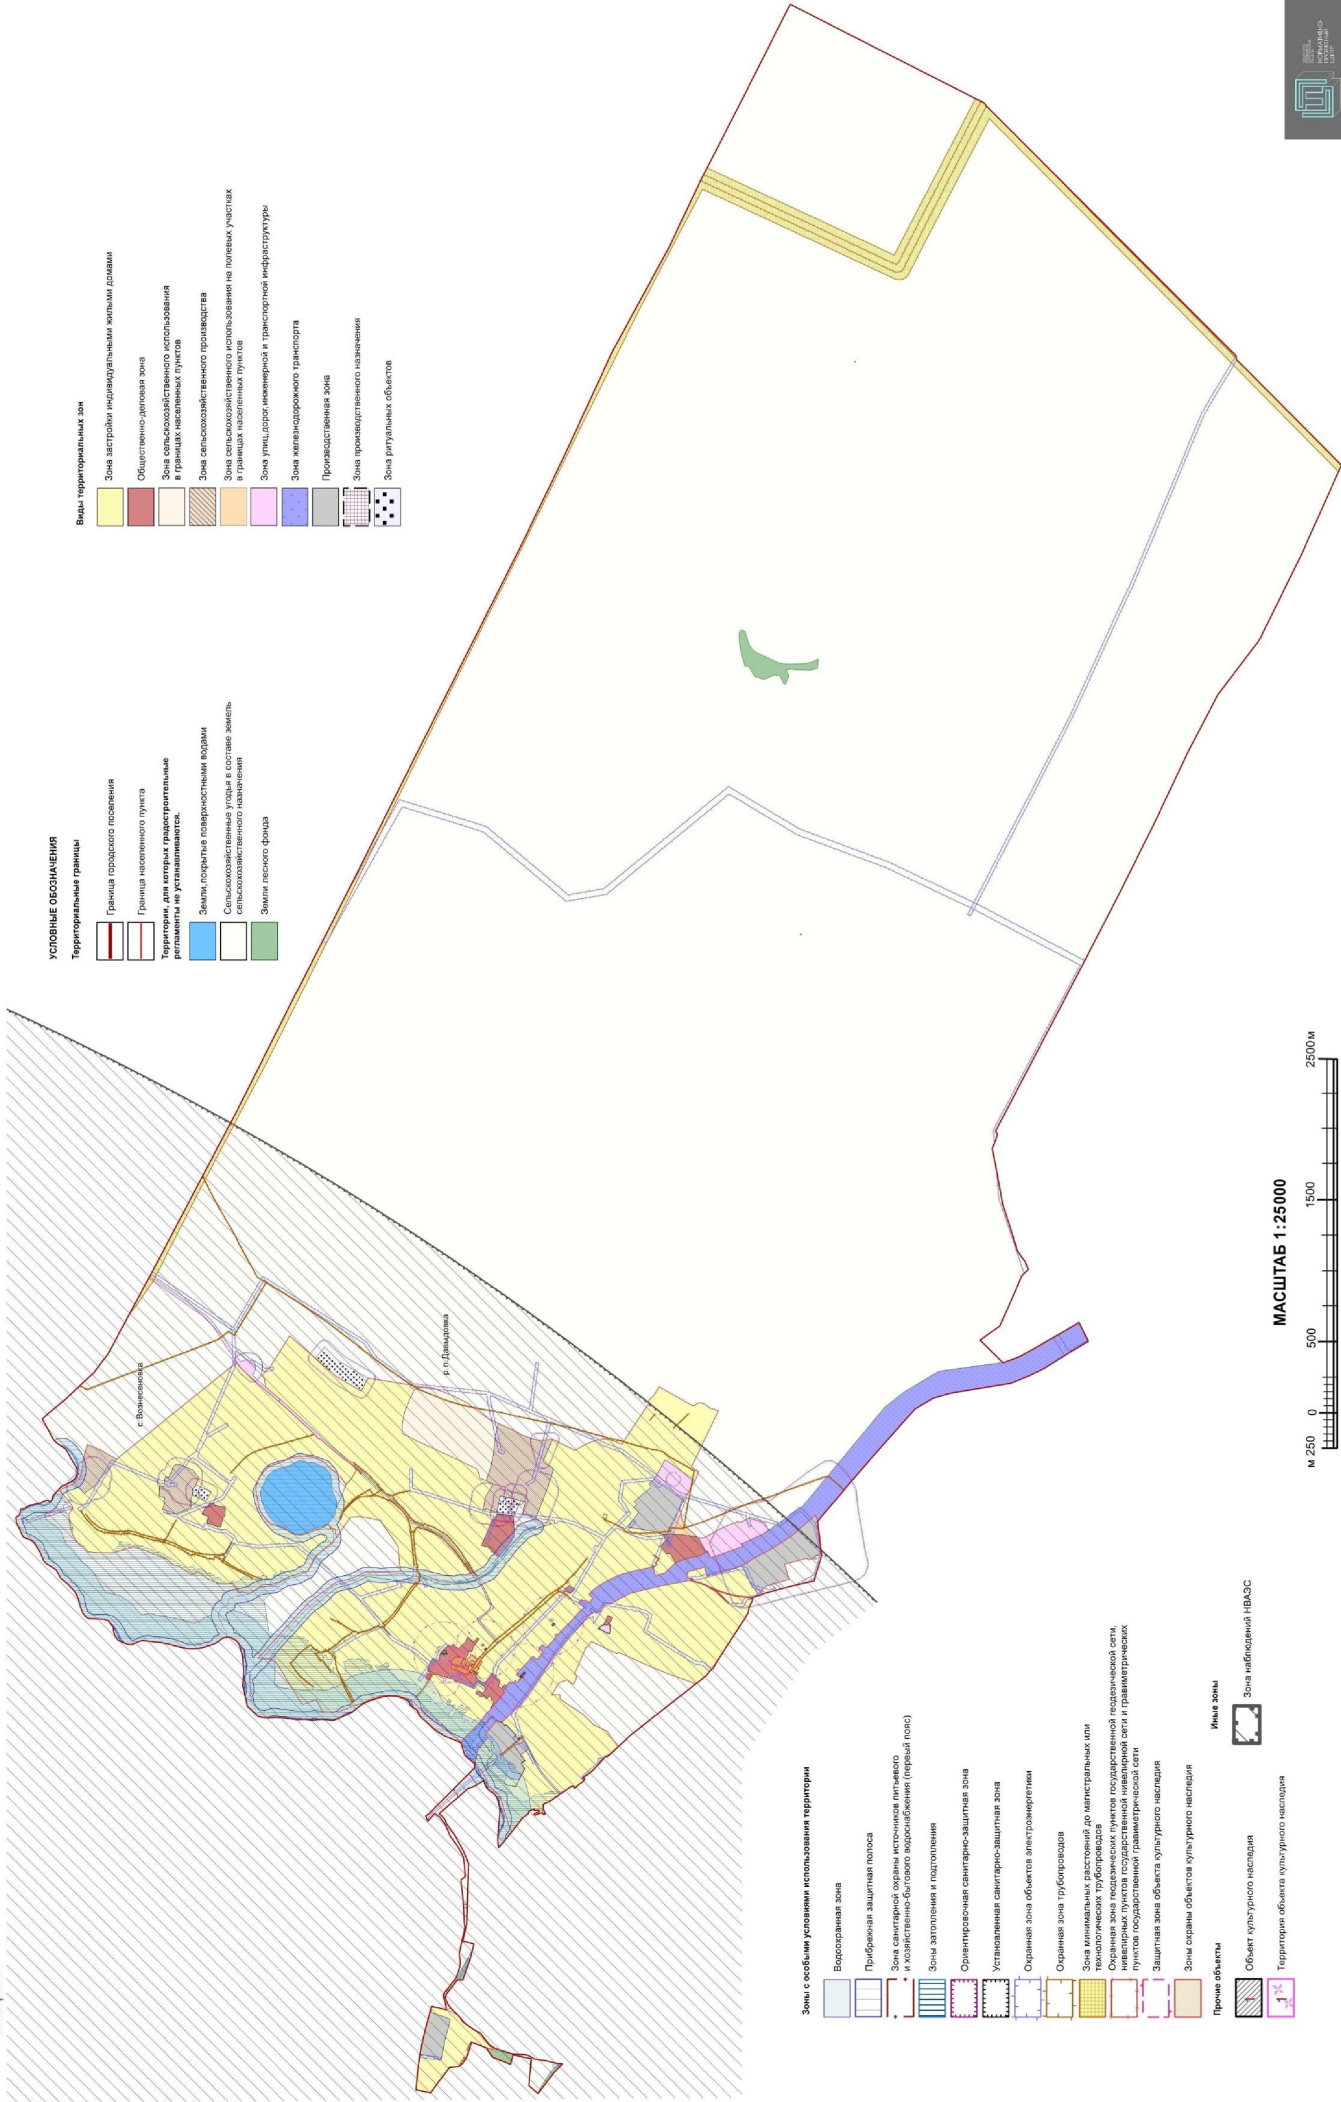 УСЛОВНЫЕ ОБОЗНАЧЕНИЯ
Территориальные границы
Граница городского поселения
Граница населенного пункта
Территории, для которых градостроительные
регламенты не устанавливаются.
Земли, покрытые поверхностными водами
Сельскохозяйственные угодья в составе земель
сельскохозяйственного назначения
Земли лесного фонда
Виды территориальных зон
Зона застройки индивидуальными жилыми домами
Общественно-деловая зона
Зона сельскохозяйственного использования
в границах населенных пунктов
Зона сельскохозяйственного производства
Зона сельскохозяйственного использования на полевых участках
в границах населенных пунктов
Зона улиц,дорог,инженерной и транспортной инфраструктуры
Зона железнодорожного транспорта
Производственная зона
Зона производственного назначения
Зона ритуальных объектов
с. Вознесеновка
р.п.Давыдовка
Зоны с особыми условиями использования территории
Водоохранная зона
Прибрежная защитная полоса
Зона санитарной охраны источников питьевого
и хозяйственно-бытового водоснабжения (первый пояс)
Зоны затопления и подтопления
Ориентировочная санитарно-защитная зона
Установленная санитарно-защитная зона
Охранная зона объектов электроэнергетики
Охранная зона трубопроводов
Зона минимальных расстояний до магистральных или
технологических трубопроводов
Охранная зона геодезических пунктов государственной геодезической сети,
нивелирных пунктов государственной нивелирной сети и гравиметрических
пунктов государственной гравиметрической сети
Защитная зона объекта культурного наследия
Зоны охраны объектов культурного наследия
Прочие объекты
1 Объект культурного наследия
1 Территория объекта культурного наследия
Иные зоны
Зона наблюдений НВАЭС
МАСШТАБ 1:25000
м 250 0 500 1500 2500м
НОРМАТИВНО-
ПРОЕКТНЫЙ
ЦЕНТР